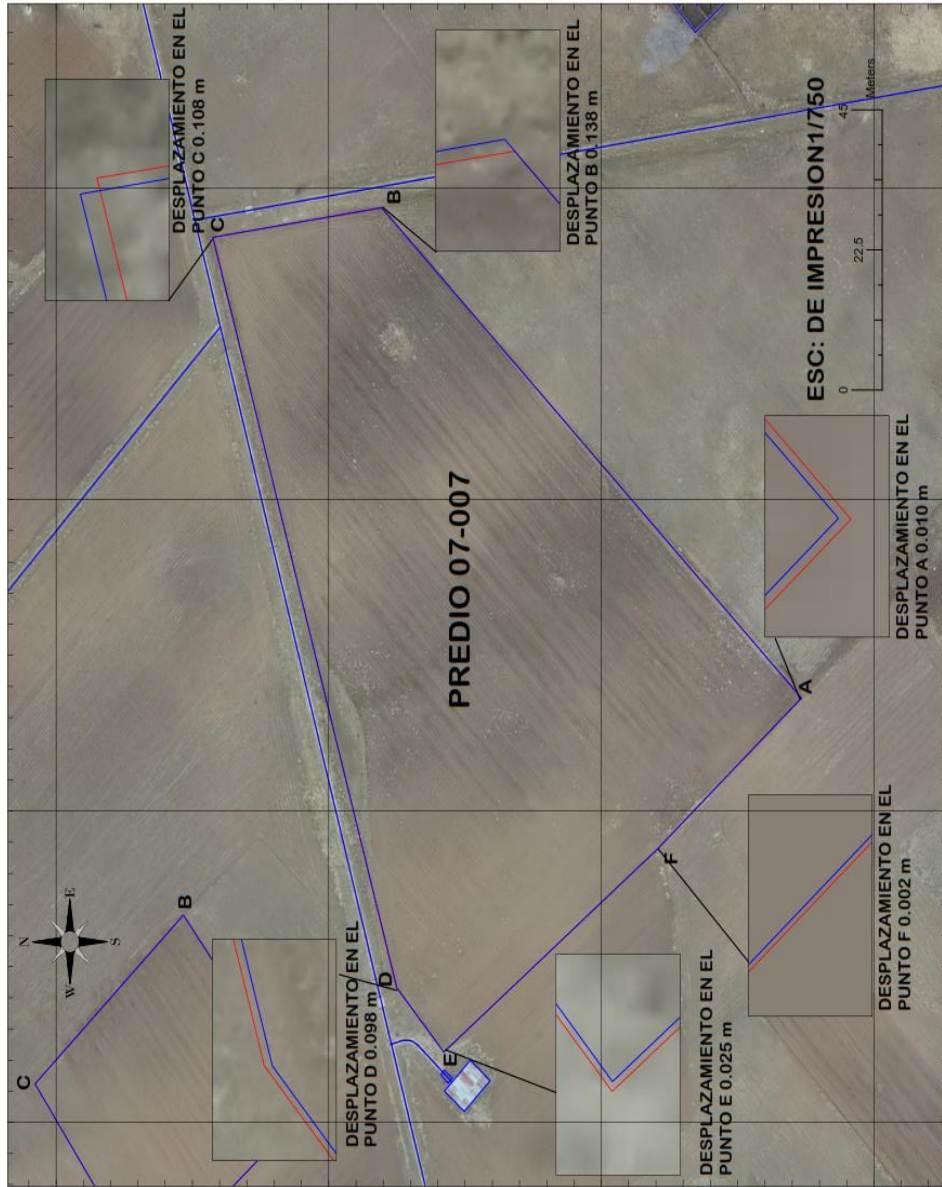 DESPLAZAMIENTO EN EL
PUNTO C 0.108 m
DESPLAZAMIENTO EN EL
PUNTO B 0.138 m
C
B
ESC: DE IMPRESION1/750
0
22.5
45
Meters
PREDIO 07-007
DESPLAZAMIENTO EN EL
PUNTO A 0.010 m
A
F
DESPLAZAMIENTO EN EL
PUNTO F 0.002 m
N
W
E
S
C
B
D
DESPLAZAMIENTO EN EL
PUNTO D 0.098 m
E
DESPLAZAMIENTO EN EL
PUNTO E 0.025 m